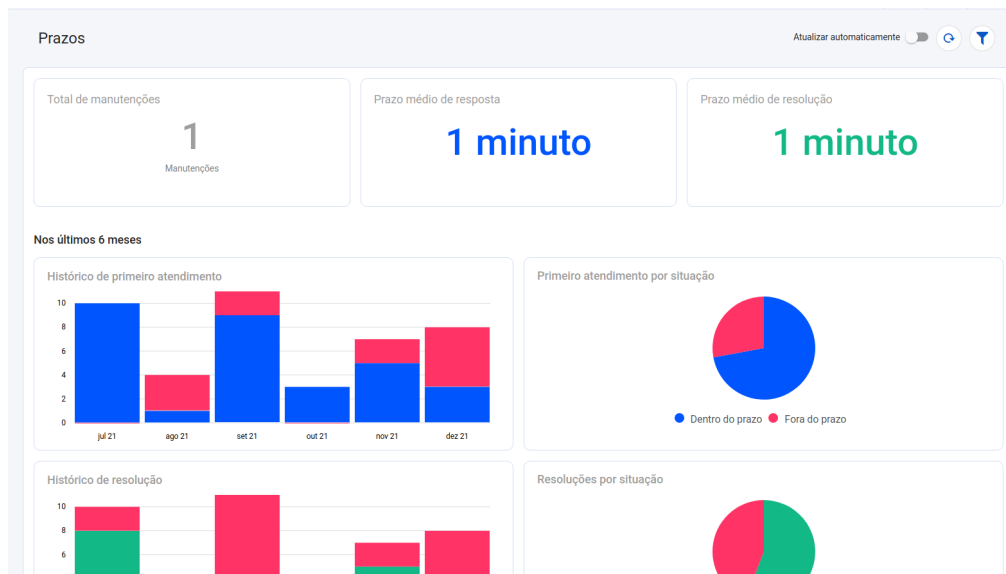 Prazos
Atualizar automaticamente
Total de manutenções
1
Manutenções
Prazo médio de resposta
1 minuto
Prazo médio de resolução
1 minuto
Nos últimos 6 meses
Histórico de primeiro atendimento
10
8
6
4
2
0
jul 21 ago 21 set 21 out 21 nov 21 dez 21
Primeiro atendimento por situação
Dentro do prazo Fora do prazo
Histórico de resolução
10
8
6
Resoluções por situação